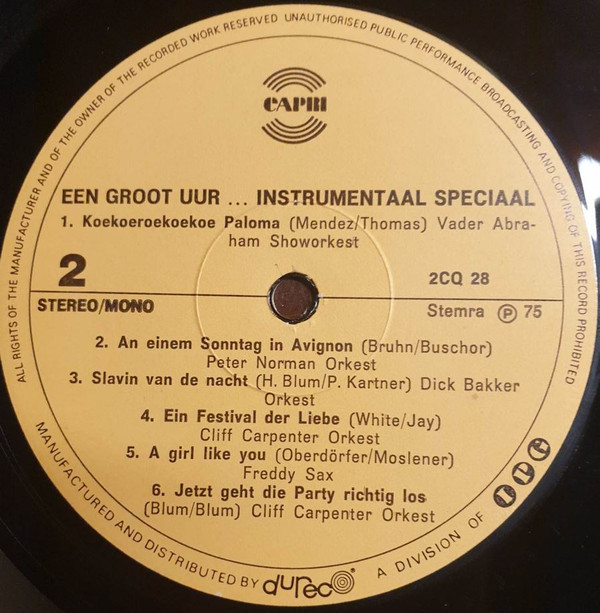 ALL RIGHTS OF THE MANUFACTURER AND OF THE OWNER OF THE RECORDED WORK RESERVED UNAUTHORISED PUBLIC PERFORMANCE BROADCASTING AND COPYING OF THIS RECORD PROHIBITED
CAPRI
EEN GROOT UUR ... INSTRUMENTAAL SPECIAAL
1. Koekoeroekoekoe Paloma (Mendez/Thomas) Vader Abra-
ham Showorkest
2
2CQ 28
STEREO/MONO
Stemra Ⓟ 75
2. An einem Sonntag in Avignon (Bruhn/Buschor)
Peter Norman Orkest
3. Slavin van de nacht (H. Blum/P. Kartner) Dick Bakker
Orkest
4. Ein Festival der Liebe (White/Jay)
Cliff Carpenter Orkest
5. A girl like you (Oberdörfer/Moslener)
Freddy Sax
6. Jetzt geht die Party richtig los
(Blum/Blum) Cliff Carpenter Orkest
MANUFACTURED AND DISTRIBUTED BY dureco A DIVISION OF